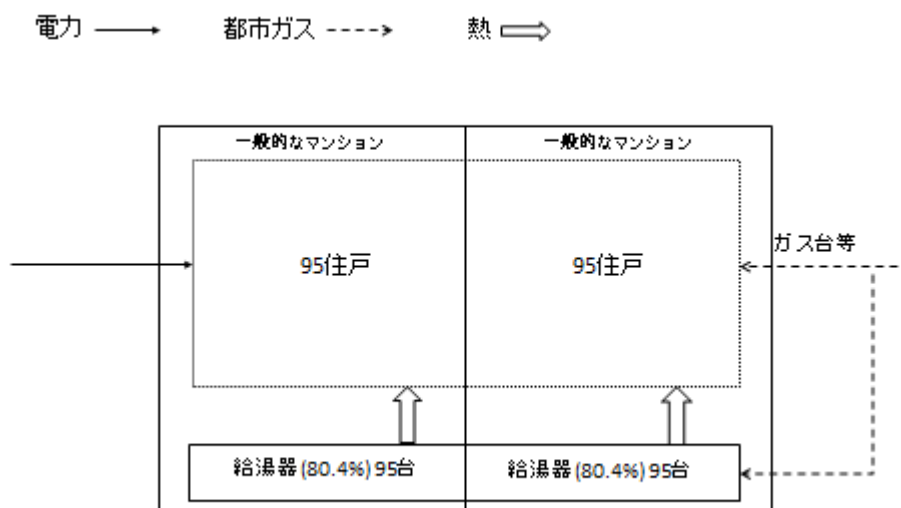 電力 都市ガス 熱
一般的なマンション 一般的なマンション
95住戸 95住戸
ガス台等
給湯器(80.4%)95台 給湯器(80.4%)95台